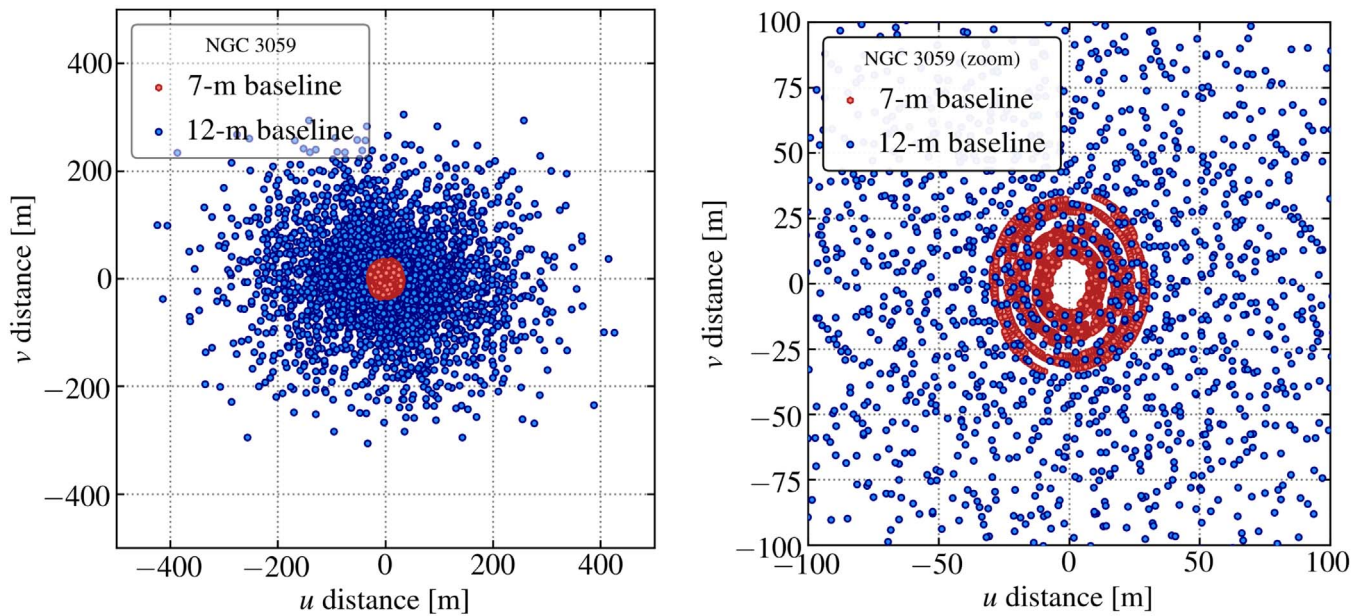 NGC 3059
7-m baseline
12-m baseline
400
200
0
−200
−400
v distance [m]
−400 −200 0 200 400
u distance [m]
NGC 3059 (zoom)
7-m baseline
12-m baseline
100
75
50
25
0
−25
−50
−75
−100
v distance [m]
−100 −50 0 50 100
u distance [m]